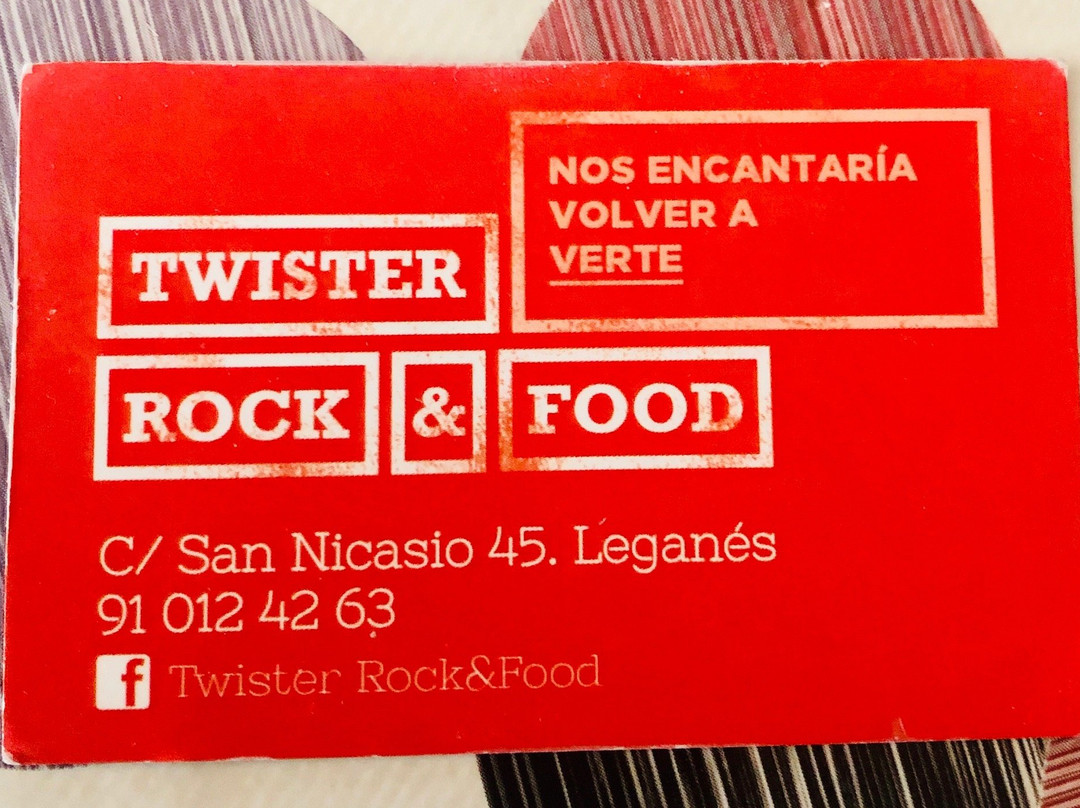 NOS ENCANTARÍA
VOLVER A
VERTE
TWISTER
ROCK & FOOD
C/ San Nicasio 45. Leganés
91 012 42 63
f Twister Rock&Food